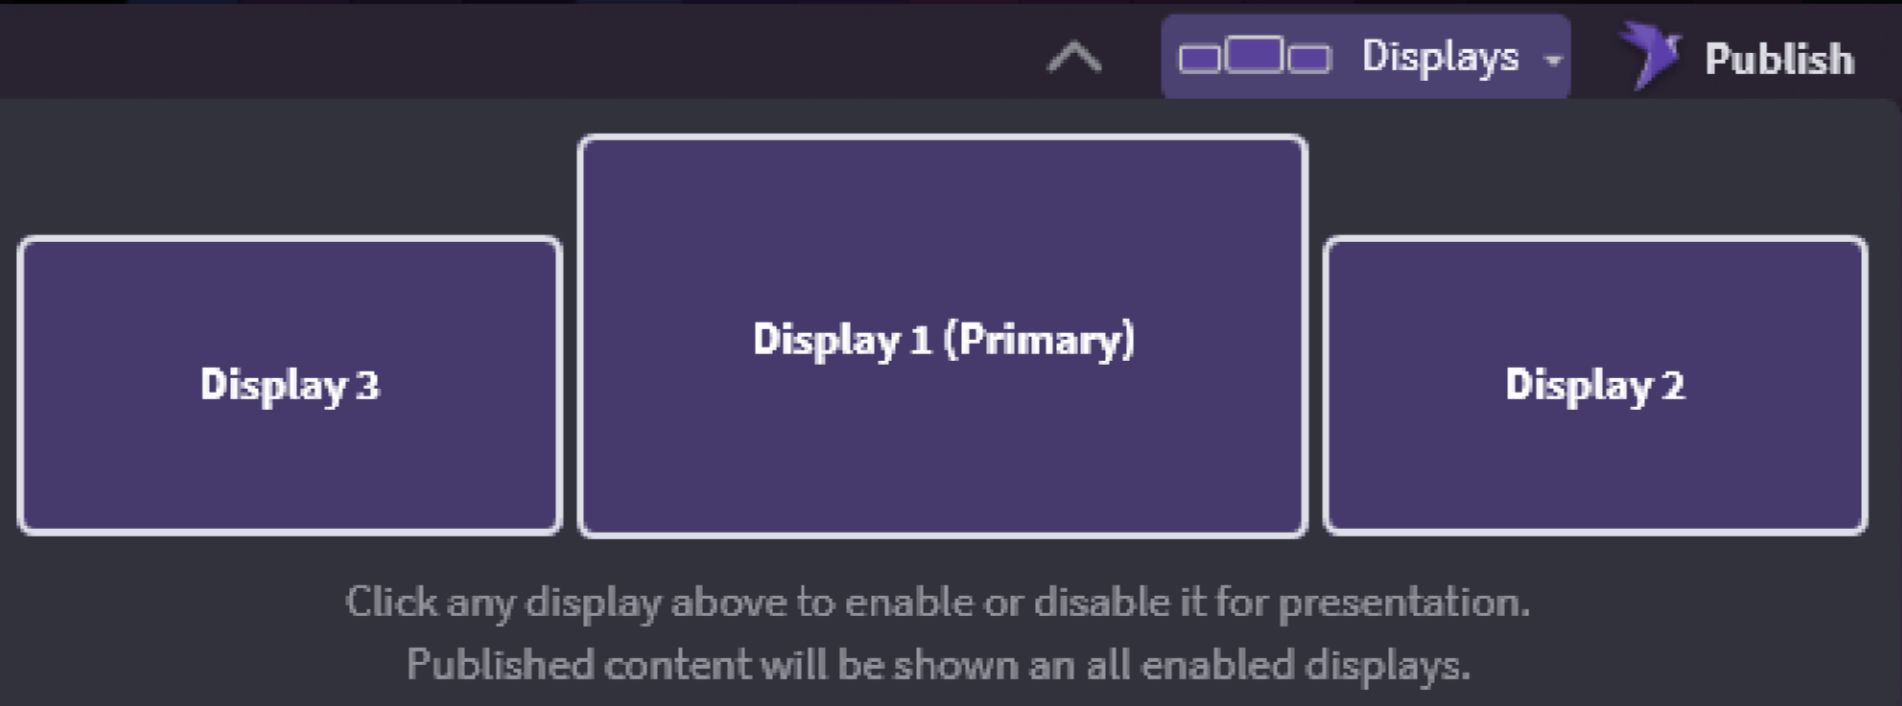 Displays
Publish
Display 3
Display 1 (Primary)
Display 2
Click any display above to enable or disable it for presentation.
Published content will be shown an all enabled displays.